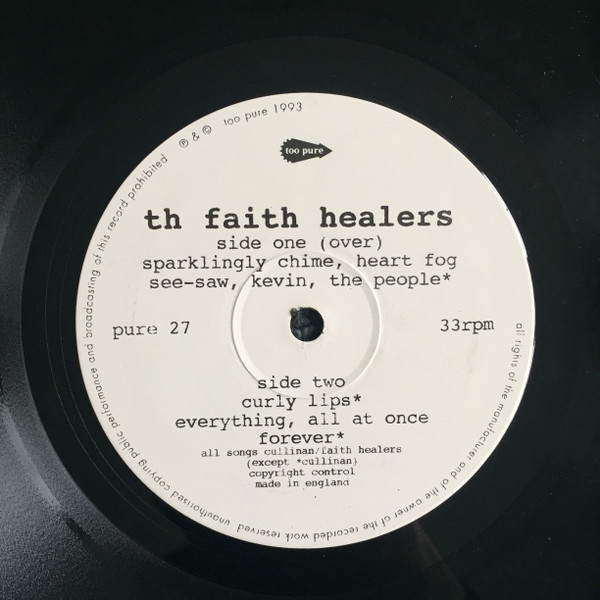 ℗ & © too pure 1993
too pure
th faith healers
side one (over)
sparklingly chime, heart fog
see-saw, kevin, the people*
pure 27
33rpm
side two
curly lips*
everything, all at once
forever*
all songs cullinan/faith healers
(except *cullinan)
copyright control
made in england
all rights of the manufacturer and of the owner of the recorded work reserved unauthorised copying public performance and broadcasting of this record prohibited